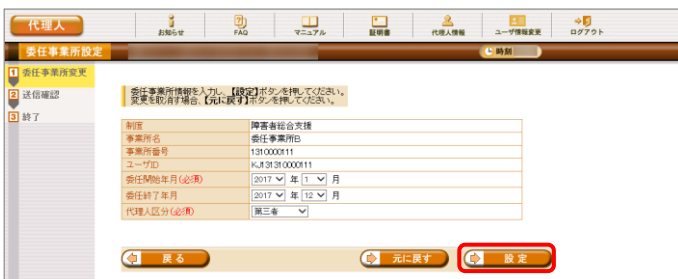 代理人
お知らせ
FAQ
マニュアル
証明書
代理人情報
ユーザ情報変更
ログアウト
委任事業所設定
時刻
1 委任事業所変更
2 送信確認
3 終了
委任事業所情報を入力し、【設定】ボタンを押してください。
変更を取消す場合、【元に戻す】ボタンを押してください。
制度 障害者総合支援
事業所名 委任事業所B
事業所番号 1310000111
ユーザID KJ131310000111
委任開始年月(必須) 2017 年 1 月
委任終了年月 2017 年 12 月
代理人区分(必須) 第三者
戻る
元に戻す
設定